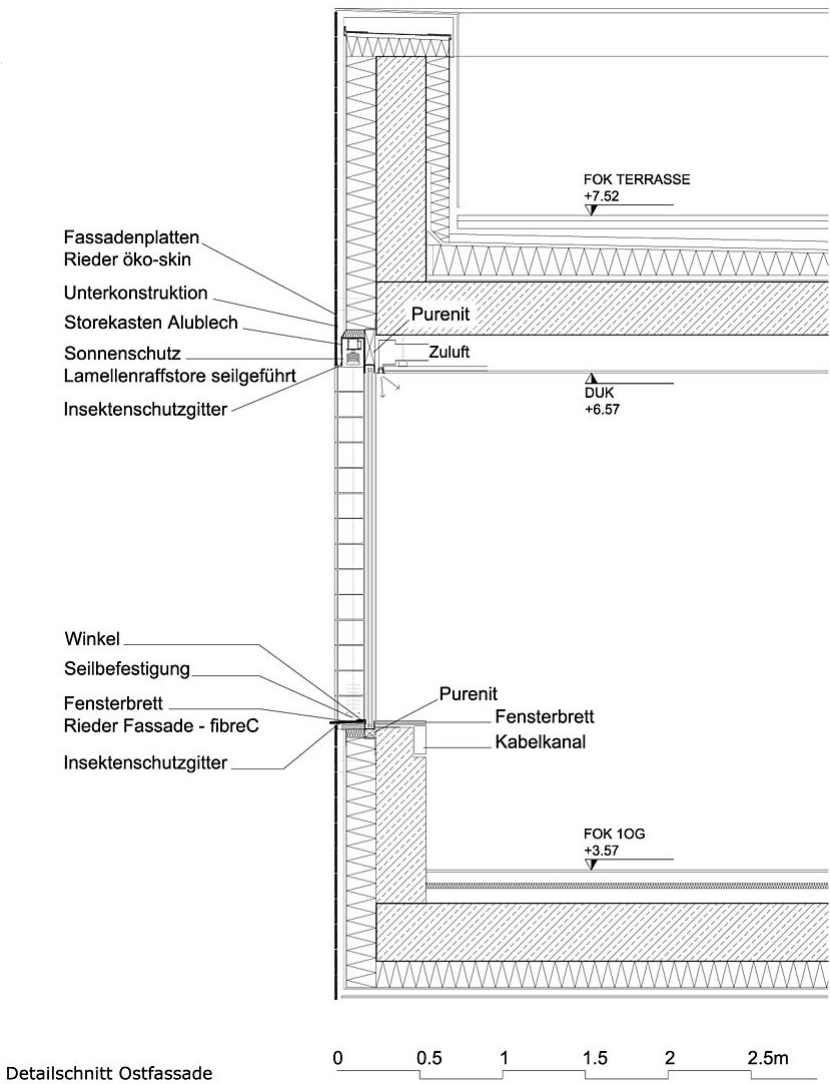 FOK TERRASSE
+7.52
Fassadenplatten
Rieder öko-skin
Unterkonstruktion
Storekasten Alublech
Sonnenschutz
Lamellenraffstore seilgeführt
Insektenschutzgitter
Purenit
Zuluft
DUK
+6.57
Winkel
Seilbefestigung
Fensterbrett
Rieder Fassade - fibreC
Insektenschutzgitter
Purenit
Fensterbrett
Kabelkanal
FOK 1OG
+3.57
Detailschnitt Ostfassade
0 0.5 1 1.5 2 2.5m